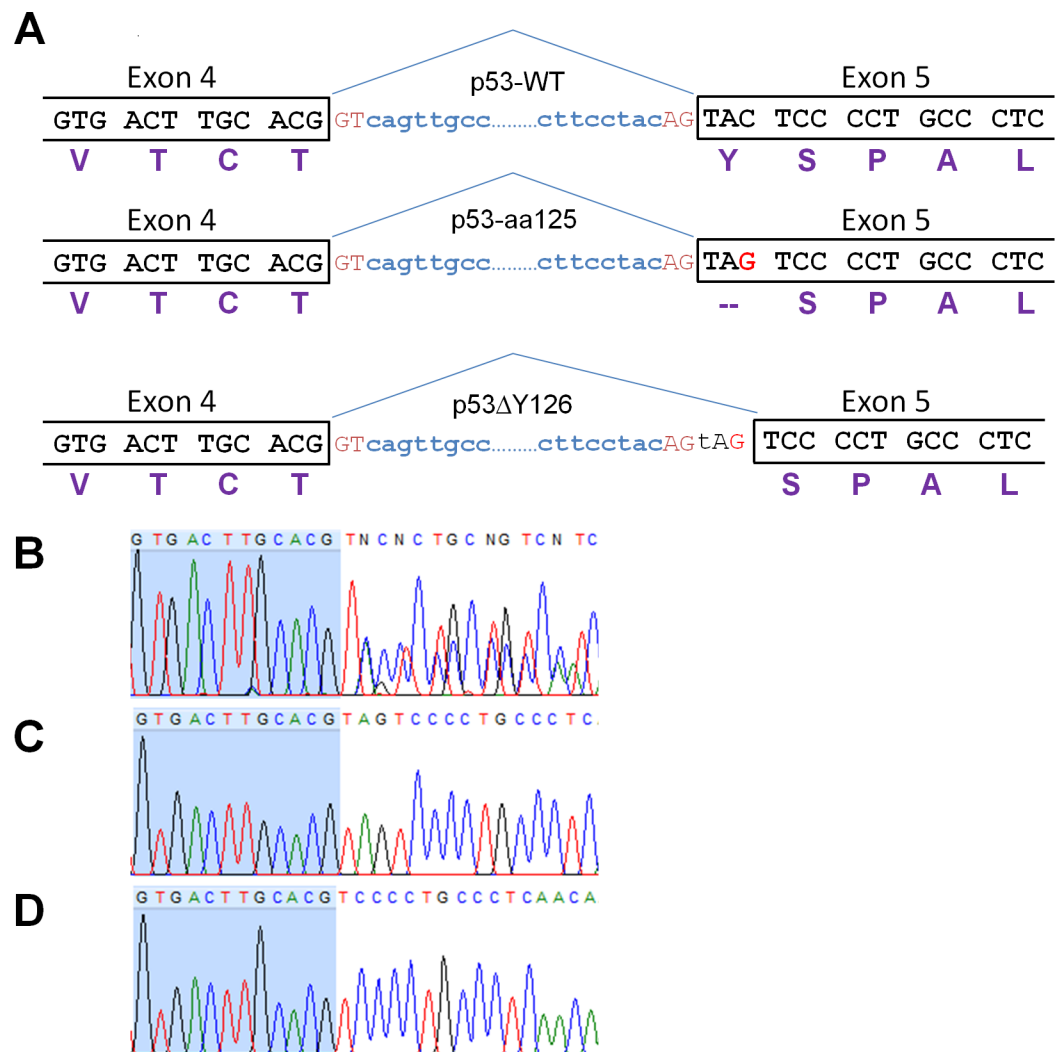 A
Exon 4 p53-WT Exon 5
GTG ACT TGC ACG GTcagttgcc.........cttcctacAG TAC TCC CCT GCC CTC
V T C T Y S P A L
Exon 4 p53-aa125 Exon 5
GTG ACT TGC ACG GTcagttgcc.........cttcctacAG TAG TCC CCT GCC CTC
V T C T -- S P A L
Exon 4 p53ΔY126 Exon 5
GTG ACT TGC ACG GTcagttgcc.........cttcctacAGtAG TCC CCT GCC CTC
V T C T S P A L
B
G T G A C T T G C A C G T N C N C T G C N G T C N T C
C
G T G A C T T G C A C G T A G T C C C C T G C C C T C
D
G T G A C T T G C A C G T C C C C T G C C C T C A A C A